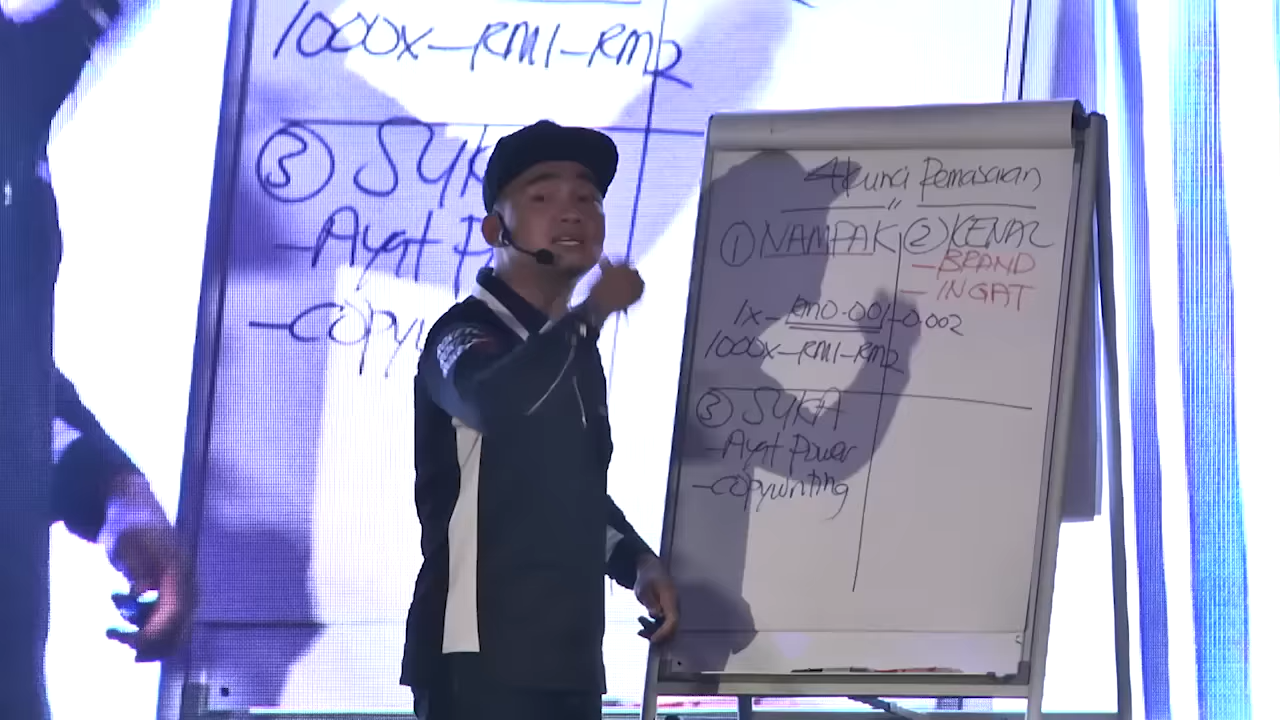 1000x-RM1-RM2
③ SUK
- Ayat P
- Copyw
4 kunci Pemasaran
① NAMPAK
② KENAL
- BRAND
- INGAT
1x - RM0.001-0.002
1000x-RM1-RM2
③ SUKA
- Ayat Power
- Copywriting